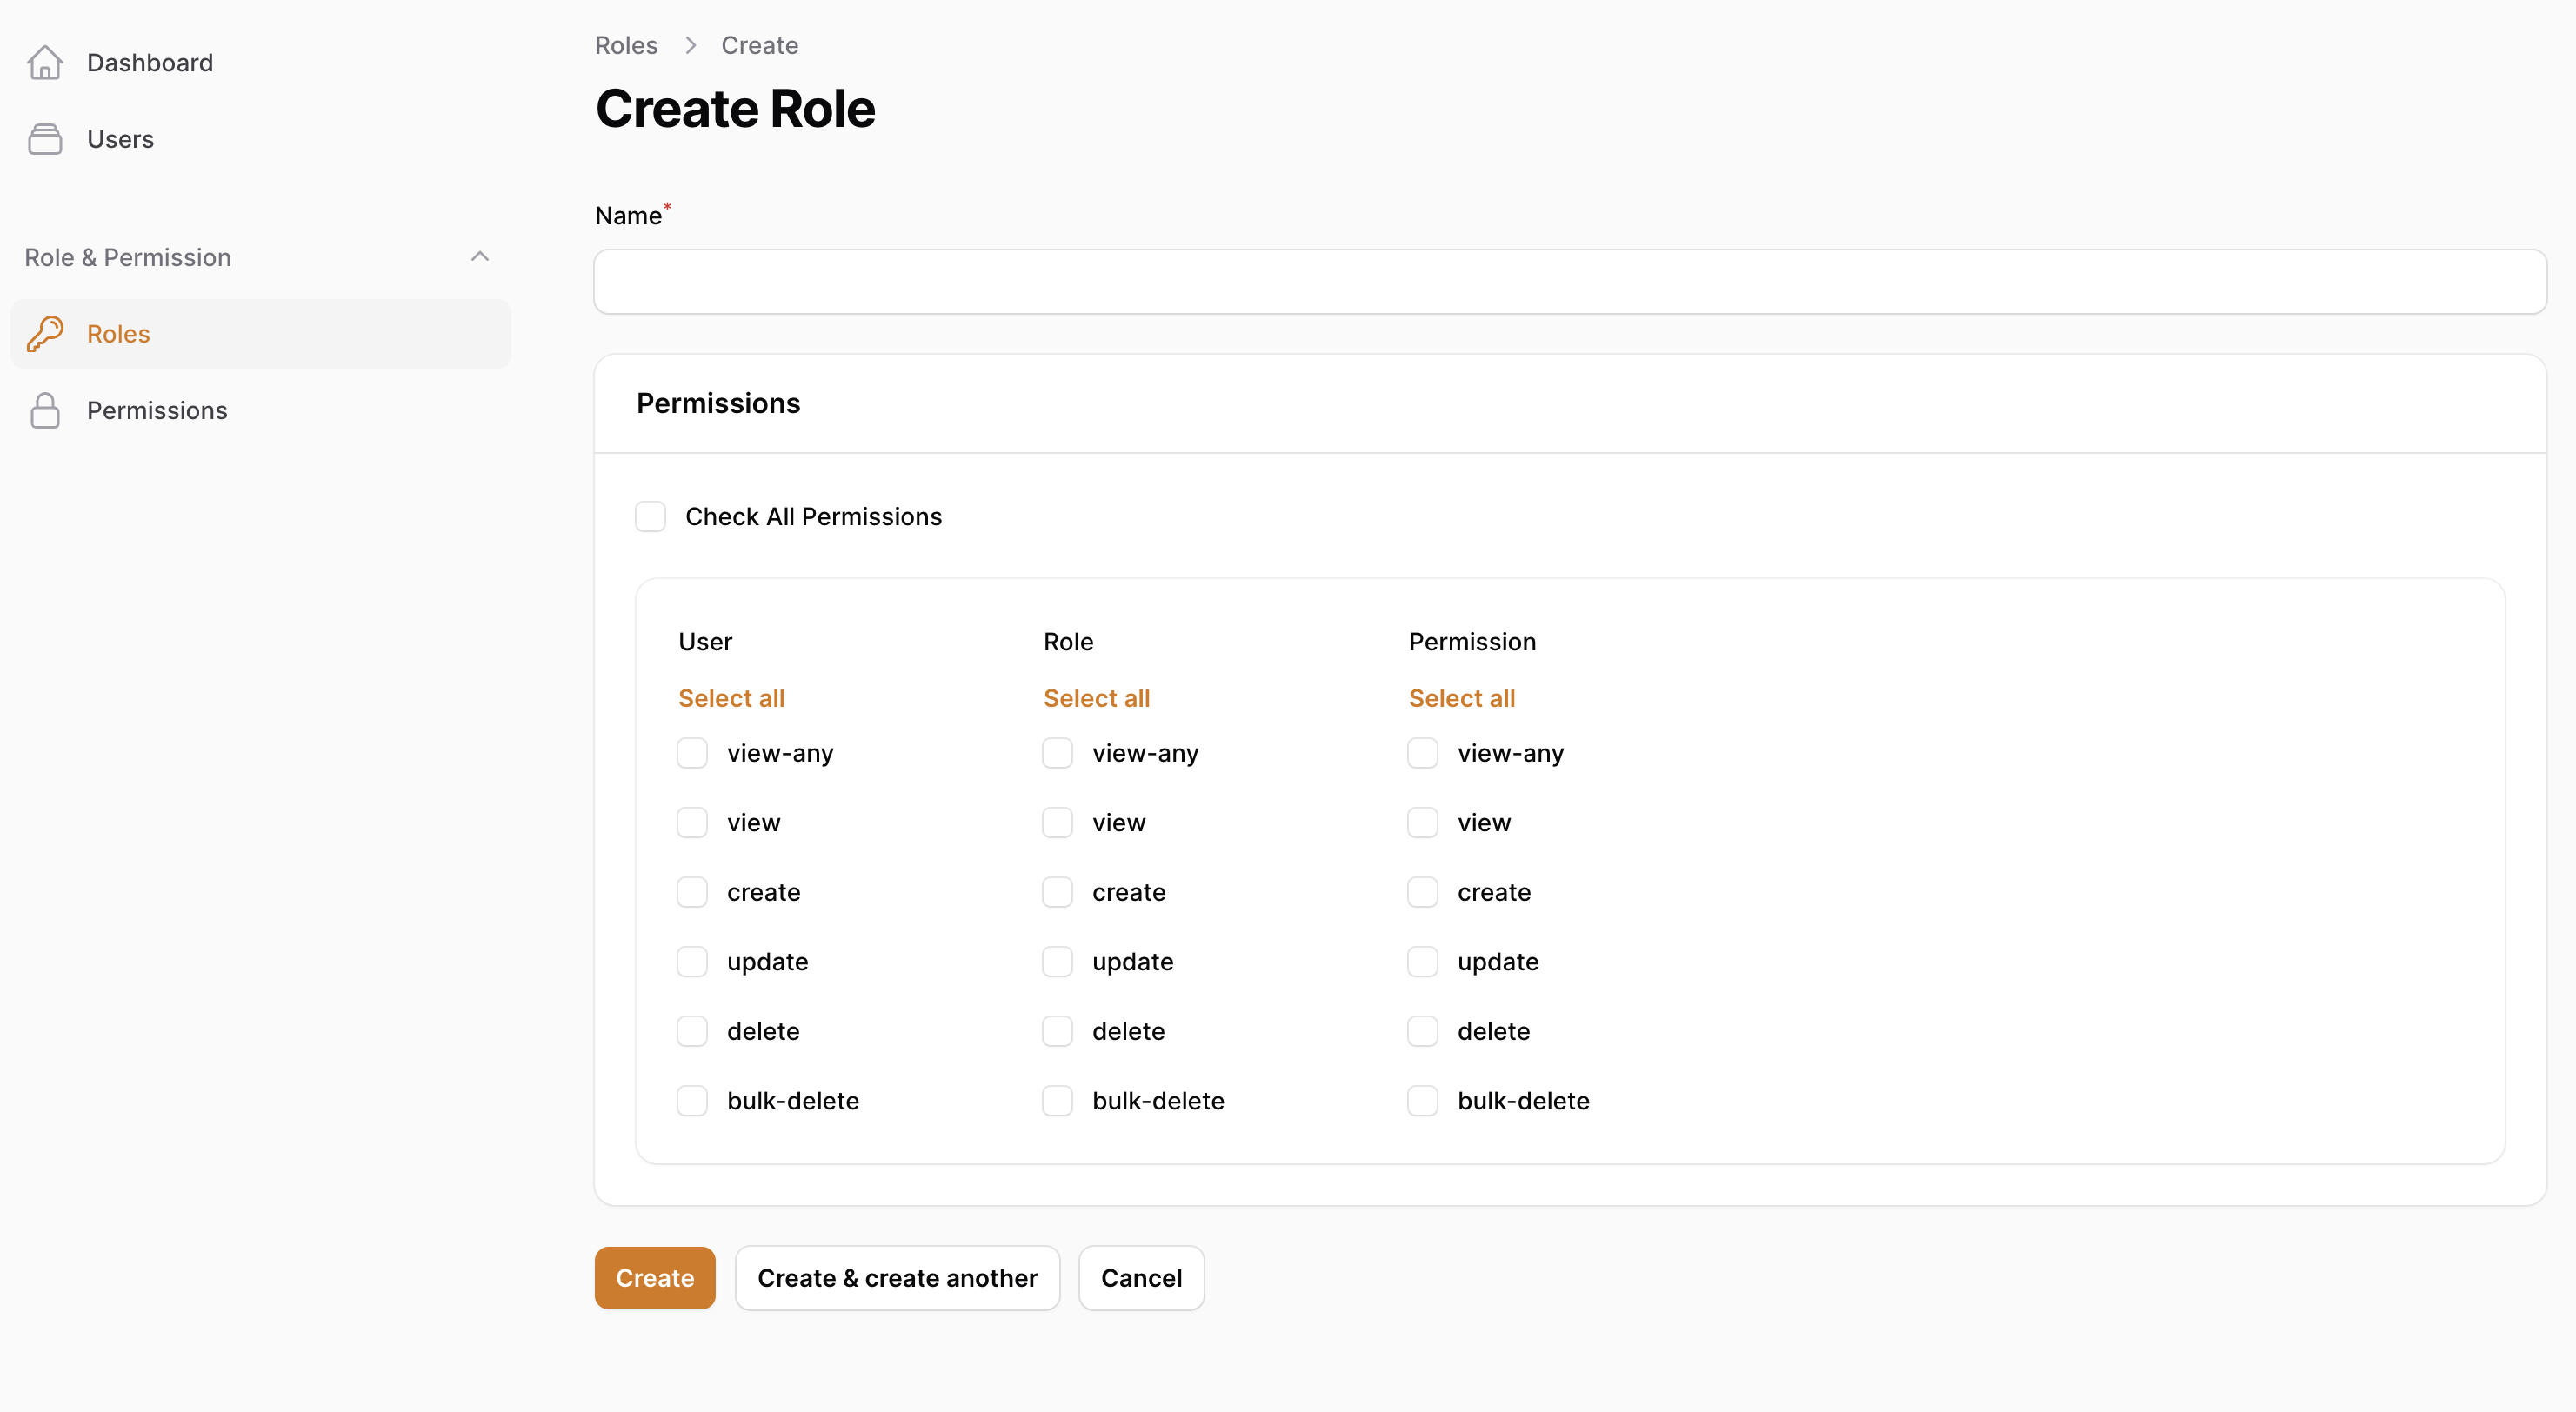 Dashboard
Users
Role & Permission
Roles
Permissions
Roles > Create
Create Role
Name*
Permissions
Check All Permissions
User
Select all
view-any
view
create
update
delete
bulk-delete
Role
Select all
view-any
view
create
update
delete
bulk-delete
Permission
Select all
view-any
view
create
update
delete
bulk-delete
Create
Create & create another
Cancel